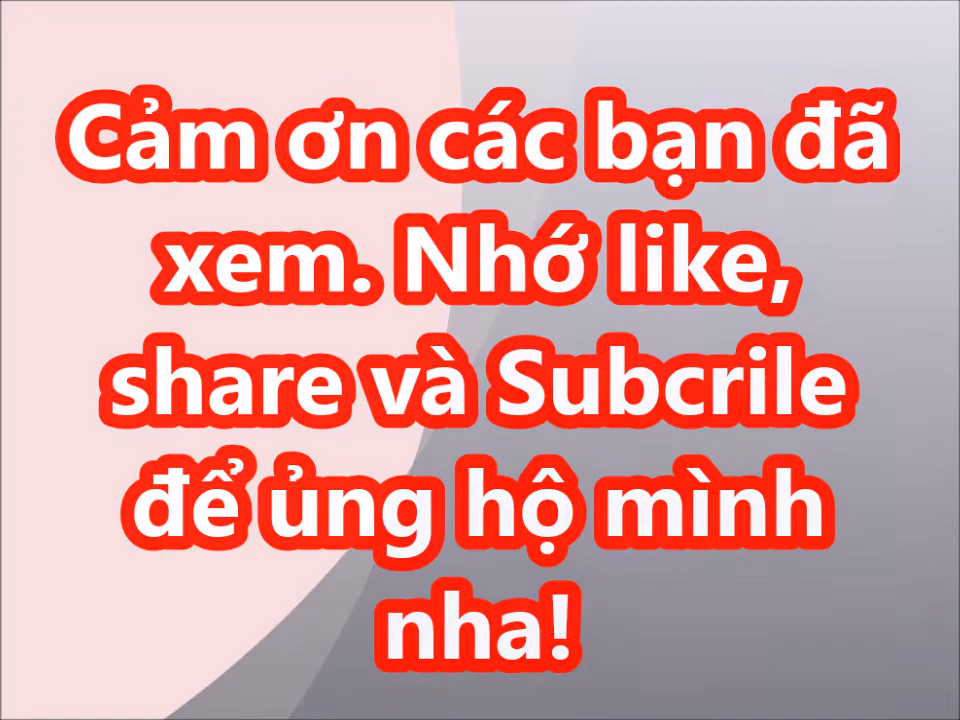 Cảm ơn các bạn đã
xem. Nhớ like,
share và Subcrile
để ủng hộ mình
nha!